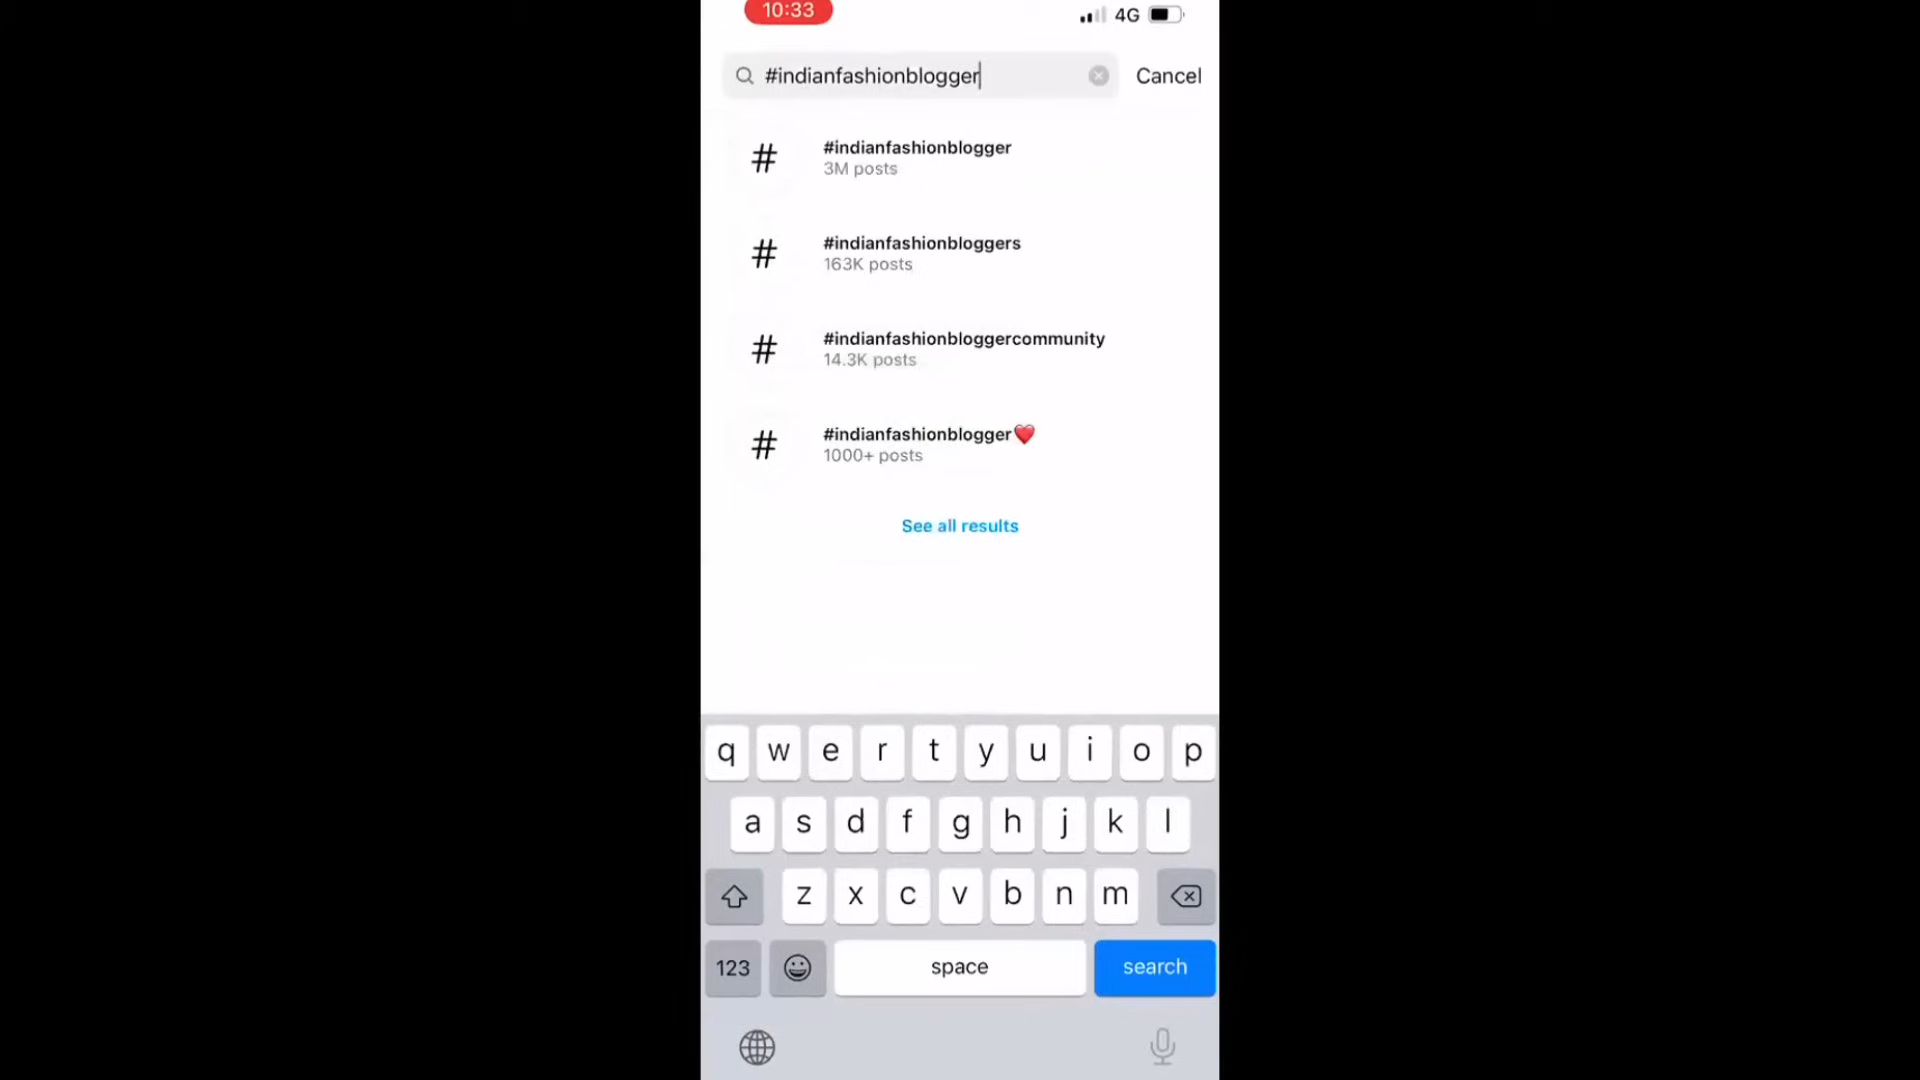 10:33
4G
#indianfashionblogger
Cancel
#
#indianfashionblogger
3M posts
#
#indianfashionbloggers
163K posts
#
#indianfashionbloggercommunity
14.3K posts
#
#indianfashionblogger❤️
1000+ posts
See all results
q w e r t y u i o p
a s d f g h j k l
z x c v b n m
123 space search